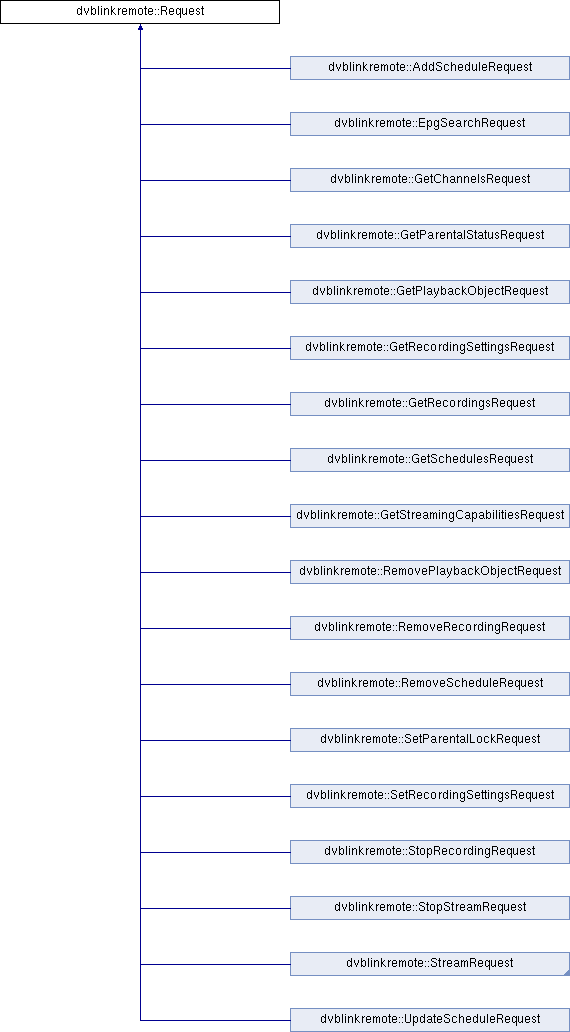 dvblinkremote::Request
dvblinkremote::AddScheduleRequest
dvblinkremote::EpgSearchRequest
dvblinkremote::GetChannelsRequest
dvblinkremote::GetParentalStatusRequest
dvblinkremote::GetPlaybackObjectRequest
dvblinkremote::GetRecordingSettingsRequest
dvblinkremote::GetRecordingsRequest
dvblinkremote::GetSchedulesRequest
dvblinkremote::GetStreamingCapabilitiesRequest
dvblinkremote::RemovePlaybackObjectRequest
dvblinkremote::RemoveRecordingRequest
dvblinkremote::RemoveScheduleRequest
dvblinkremote::SetParentalLockRequest
dvblinkremote::SetRecordingSettingsRequest
dvblinkremote::StopRecordingRequest
dvblinkremote::StopStreamRequest
dvblinkremote::StreamRequest
dvblinkremote::UpdateScheduleRequest